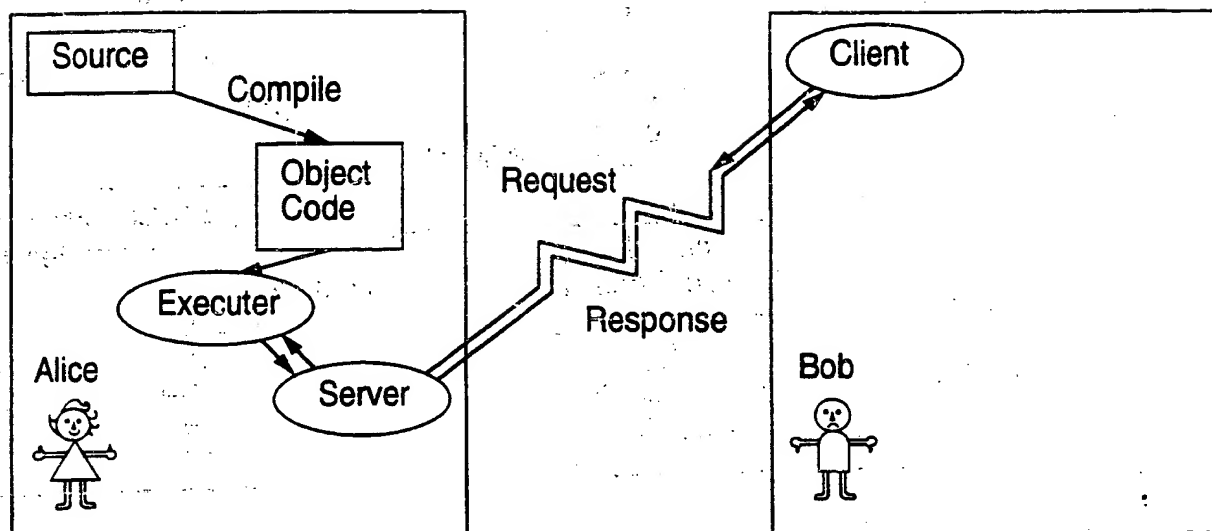 Source
Compile
Object
Code
Executer
Server
Alice
Request
Response
Client
Bob